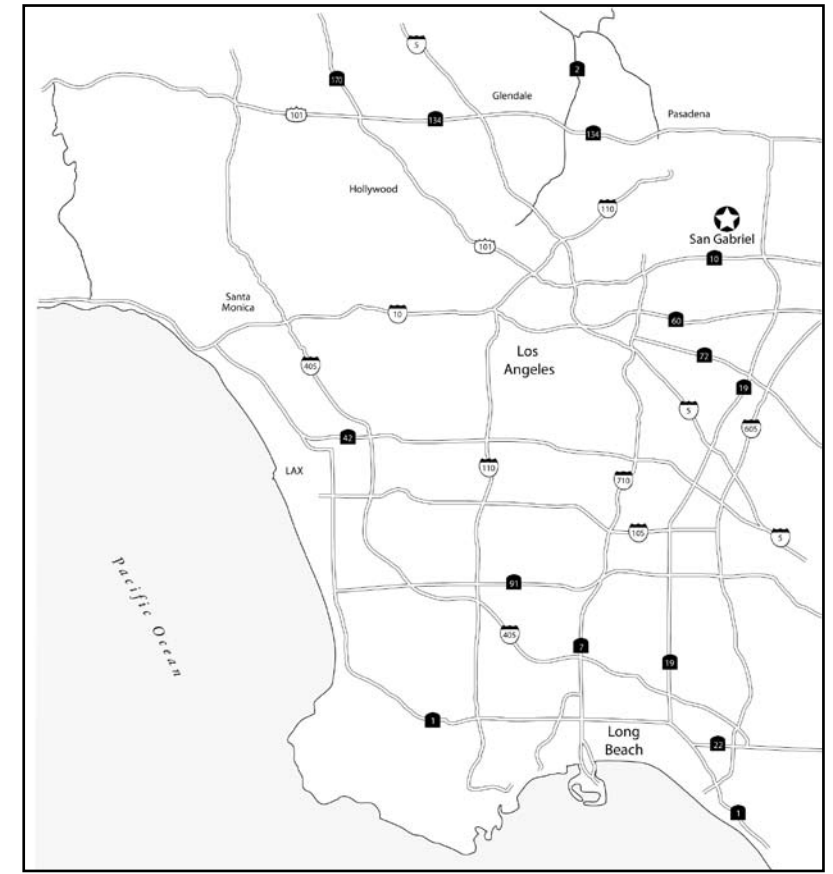 5
2
170
Glendale
101
134
Pasadena
134
Hollywood
110
San Gabriel
101
10
Santa
Monica
10
60
Los
Angeles
72
405
19
5
605
42
LAX
110
710
105
5
Pacific Ocean
91
405
7
19
1
Long
Beach
22
1